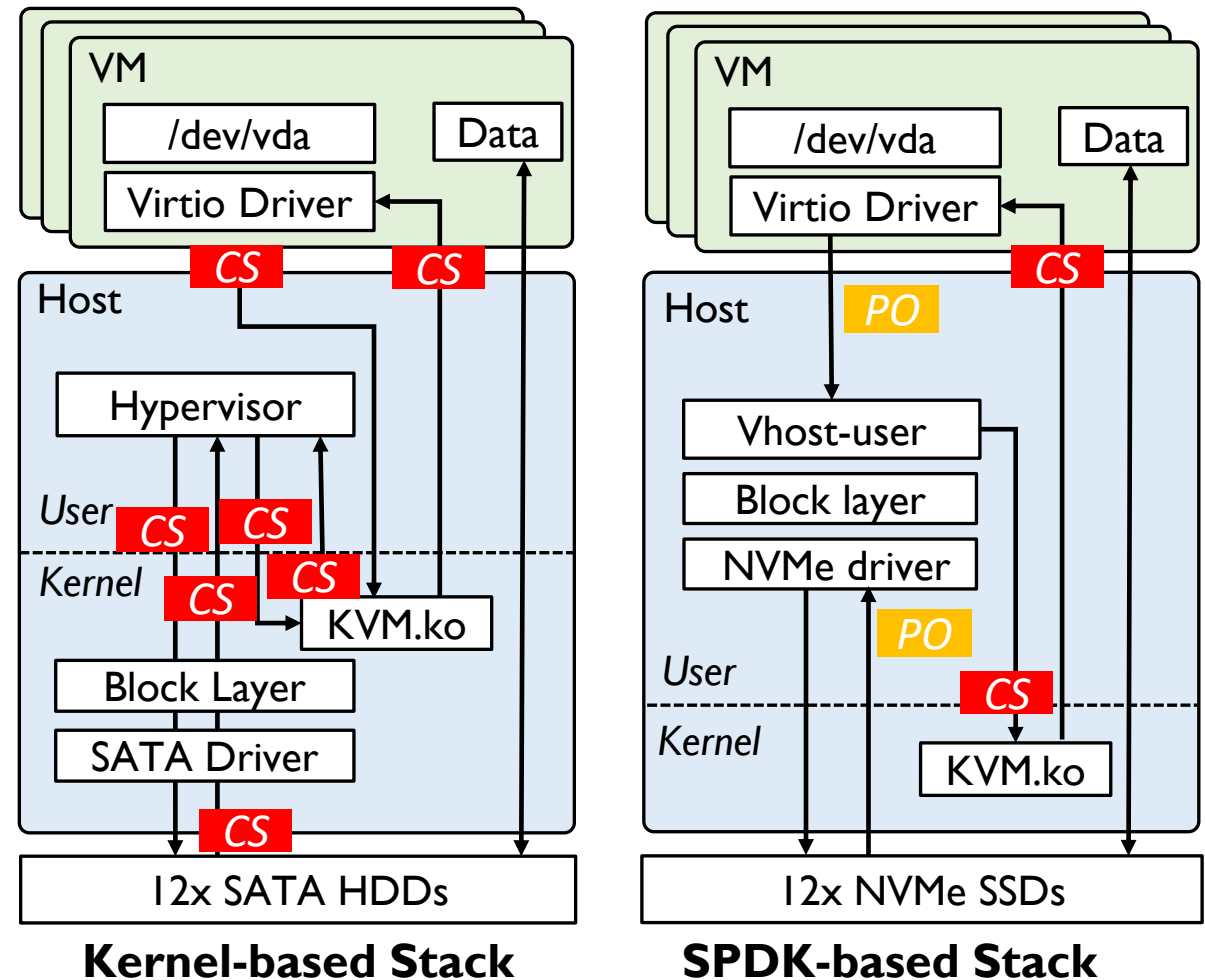 VM
/dev/vda
Data
Virtio Driver
CS
CS
Host
Hypervisor
User
CS
CS
Kernel
CS
CS
KVM.ko
Block Layer
SATA Driver
CS
12x SATA HDDs
Kernel-based Stack
VM
/dev/vda
Data
Virtio Driver
CS
Host
PO
Vhost-user
Block layer
NVMe driver
PO
User
CS
Kernel
KVM.ko
12x NVMe SSDs
SPDK-based Stack